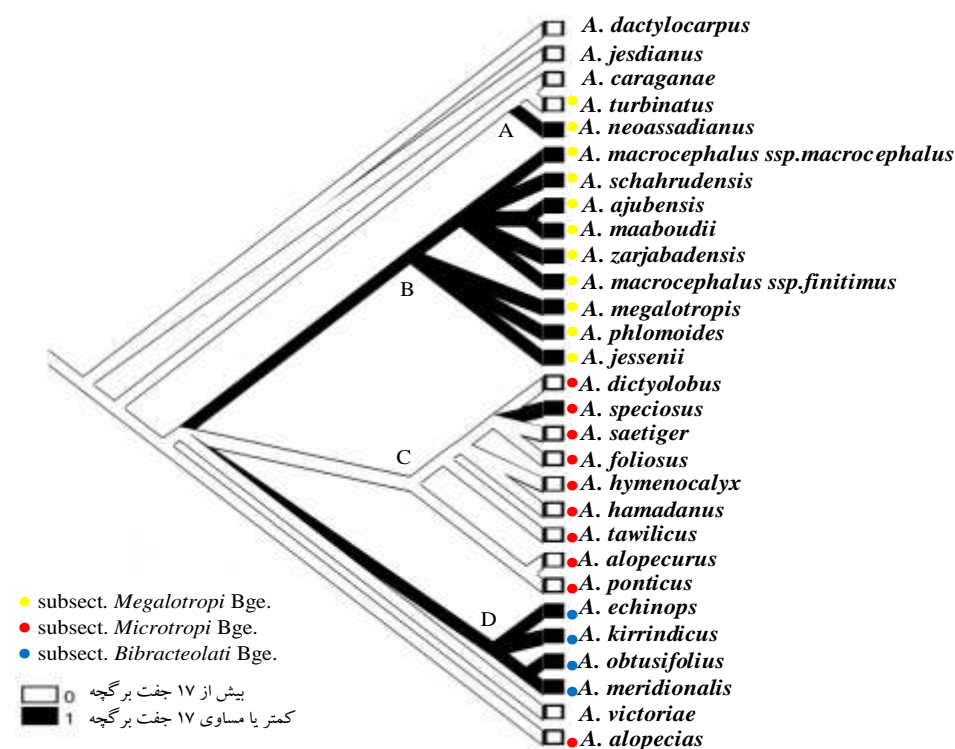 A. dactylocarpus
A. jesdianus
A. caraganae
A. turbinatus
A. neoassadianus
A
A. macrocephalus ssp.macrocephalus
A. schahrudensis
A. ajubensis
A. maaboudii
A. zarjabadensis
A. macrocephalus ssp.finitimus
B
A. megalotropis
A. phlomoides
A. jessenii
A. dictyolobus
A. speciosus
A. saetiger
C
A. foliosus
A. hymenocalyx
A. hamadanus
A. tawilicus
A. alopecurus
A. ponticus
A. echinops
D
A. kirrindicus
A. obtusifolius
A. meridionalis
A. victoriae
A. alopecias
subsect. Megalotropi Bge.
subsect. Microtropi Bge.
subsect. Bibracteolati Bge.
0 بیش از ۱۷ جفت برگچه
1 کمتر یا مساوی ۱۷ جفت برگچه